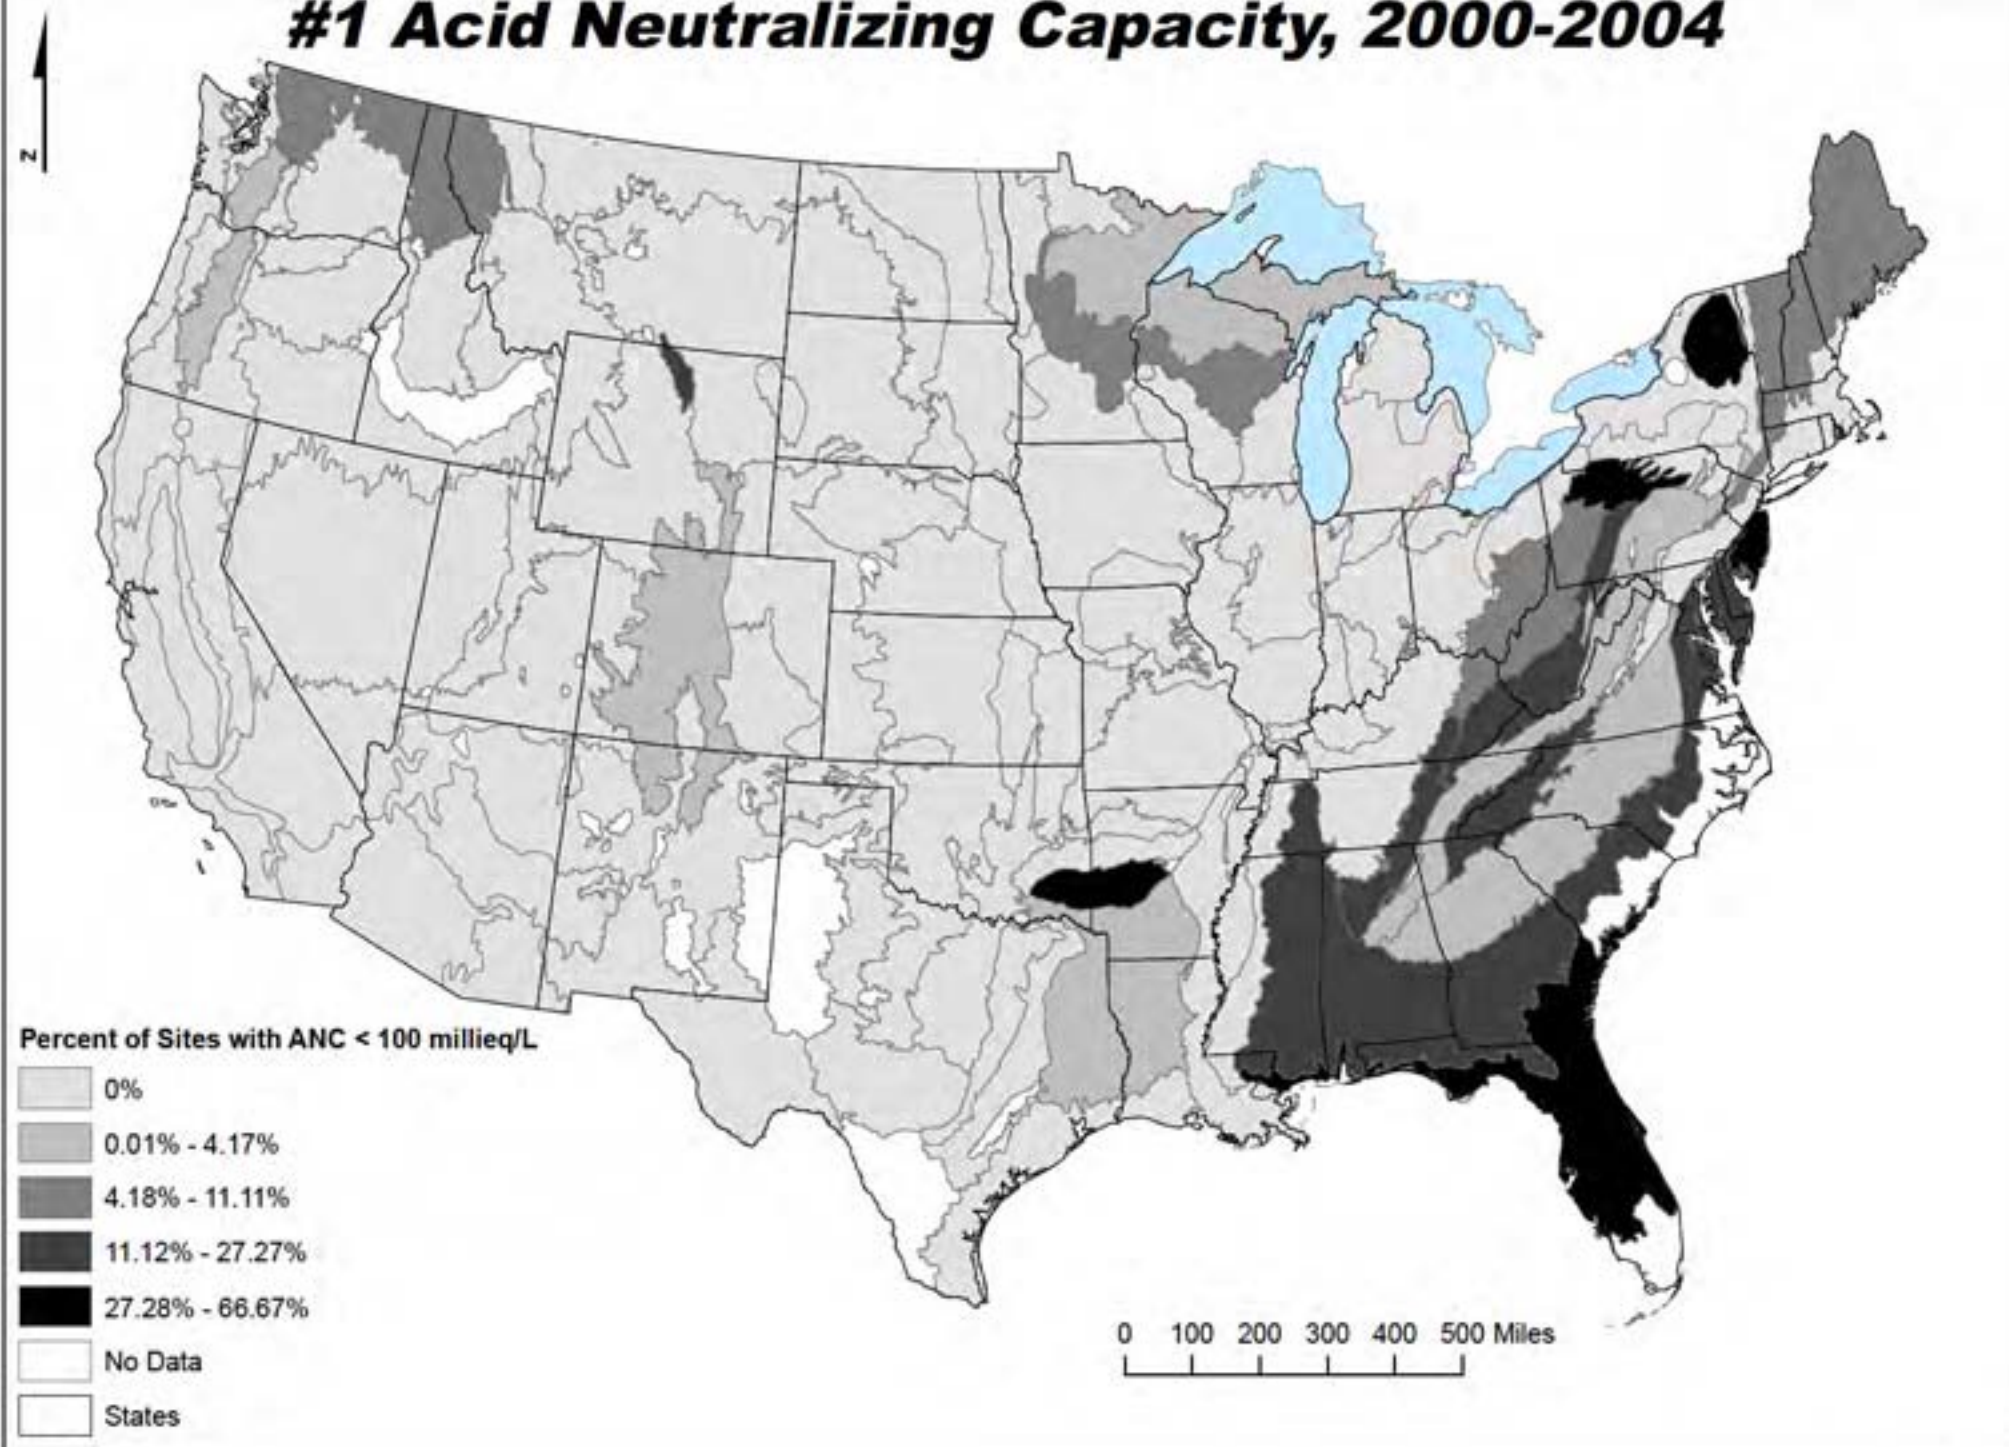 #1 Acid Neutralizing Capacity, 2000-2004
N
Percent of Sites with ANC < 100 millieq/L
0%
0.01% - 4.17%
4.18% - 11.11%
11.12% - 27.27%
27.28% - 66.67%
No Data
States
0 100 200 300 400 500 Miles